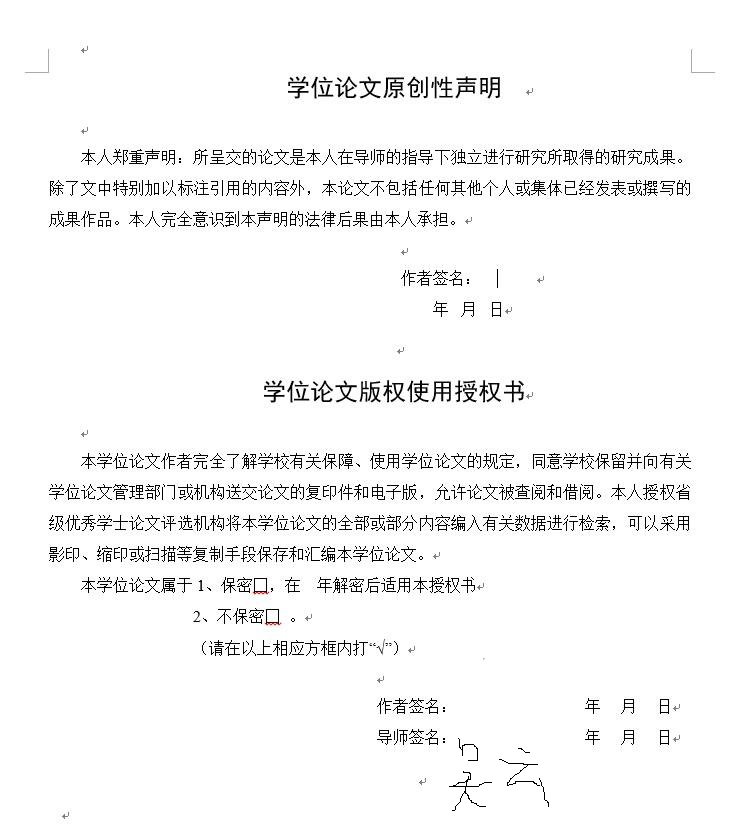 学位论文原创性声明
本人郑重声明：所呈交的论文是本人在导师的指导下独立进行研究所取得的研究成果。
除了文中特别加以标注引用的内容外，本论文不包括任何其他个人或集体已经发表或撰写的
成果作品。本人完全意识到本声明的法律后果由本人承担。
作者签名：
年 月 日
学位论文版权使用授权书
本学位论文作者完全了解学校有关保障、使用学位论文的规定，同意学校保留并向有关
学位论文管理部门或机构送交论文的复印件和电子版，允许论文被查阅和借阅。本人授权省
级优秀学士论文评选机构将本学位论文的全部或部分内容编入有关数据进行检索，可以采用
影印、缩印或扫描等复制手段保存和汇编本学位论文。
本学位论文属于 1、保密囗，在 年解密后适用本授权书
2、不保密囗 。
（请在以上相应方框内打“√”）
作者签名： 年 月 日
导师签名： 年 月 日
吴云